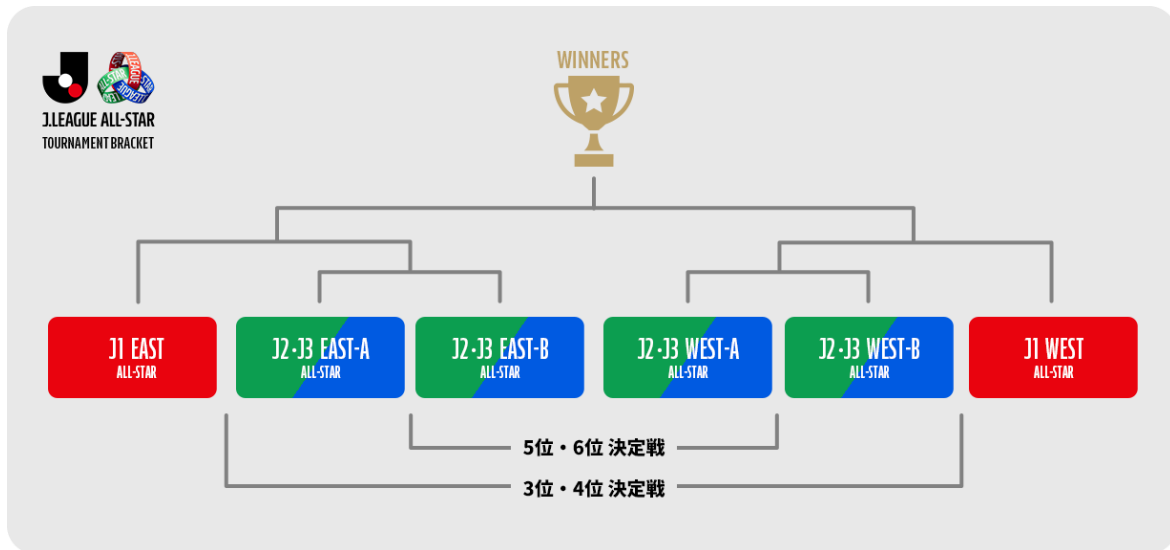 WINNERS
J.LEAGUE ALL-STAR
TOURNAMENT BRACKET
J1 EAST
ALL-STAR
J2・J3 EAST-A
ALL-STAR
J2・J3 EAST-B
ALL-STAR
J2・J3 WEST-A
ALL-STAR
J2・J3 WEST-B
ALL-STAR
J1 WEST
ALL-STAR
5位・6位 決定戦
3位・4位 決定戦